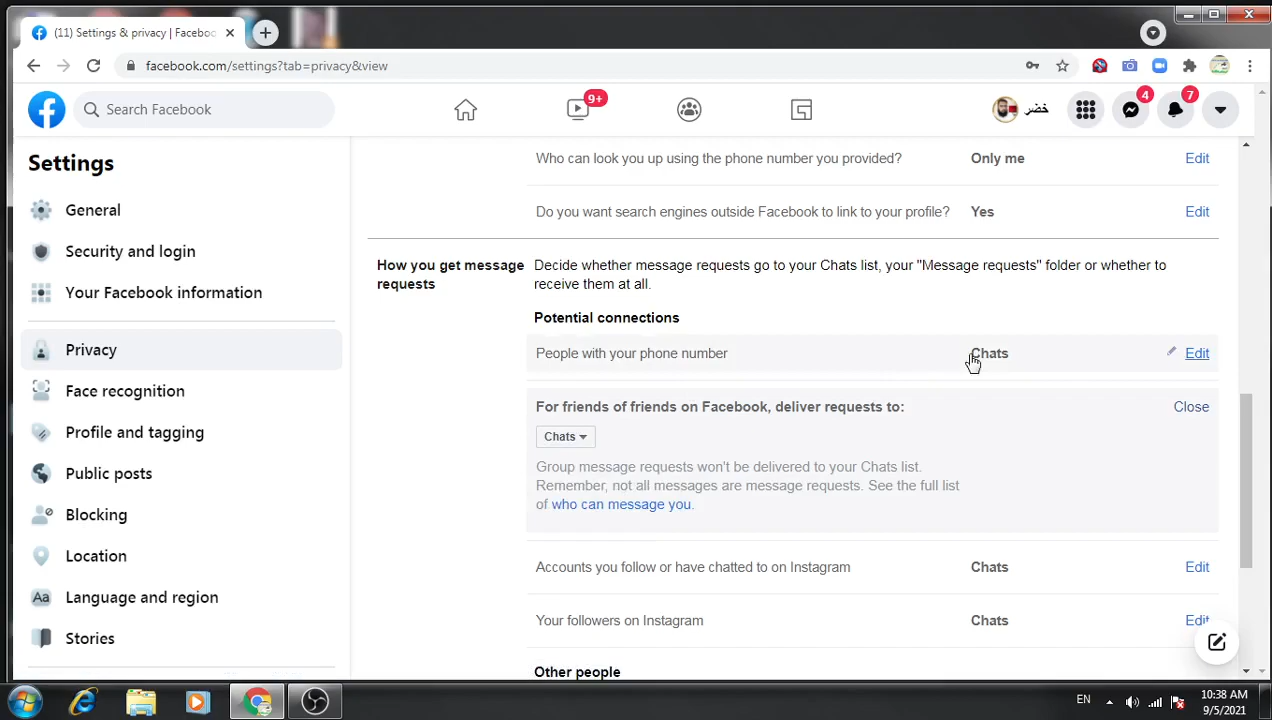 (11) Settings & privacy | Faceboo
facebook.com/settings?tab=privacy&view
Search Facebook
9+
خضر
4
7
Settings
General
Security and login
Your Facebook information
Privacy
Face recognition
Profile and tagging
Public posts
Blocking
Location
Aa Language and region
Stories
Who can look you up using the phone number you provided? Only me Edit
Do you want search engines outside Facebook to link to your profile? Yes Edit
How you get message requests
Decide whether message requests go to your Chats list, your "Message requests" folder or whether to
receive them at all.
Potential connections
People with your phone number Chats Edit
For friends of friends on Facebook, deliver requests to: Close
Chats
Group message requests won't be delivered to your Chats list.
Remember, not all messages are message requests. See the full list
of who can message you.
Accounts you follow or have chatted to on Instagram Chats Edit
Your followers on Instagram Chats Edit
Other people
EN
10:38 AM
9/5/2021